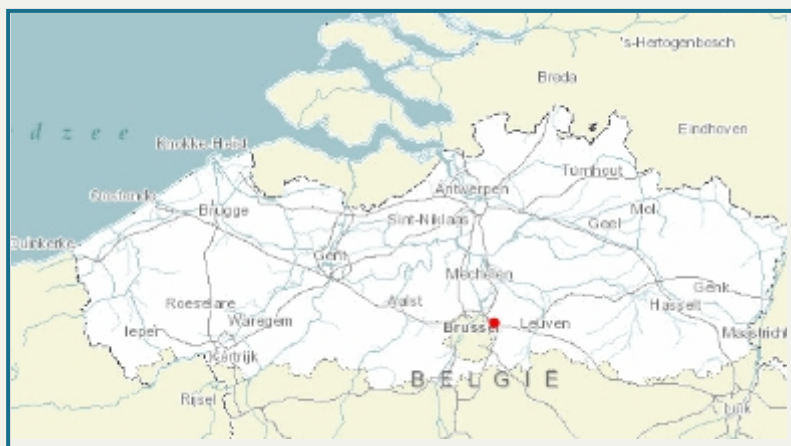 's-Hertogenbosch
Breda
d z e e
Eindhoven
Knokke-Heist
Turnhout
Antwerpen
Oostende
Brugge
Mol
Sint-Niklaas
Geel
Duinkerke
Gent
Mechelen
Genk
Roeselare
Aalst
Hasselt
Waregem
Brussel
Leuven
Ieper
Maastricht
Kortrijk
BELGIË
Rijsel
Luik